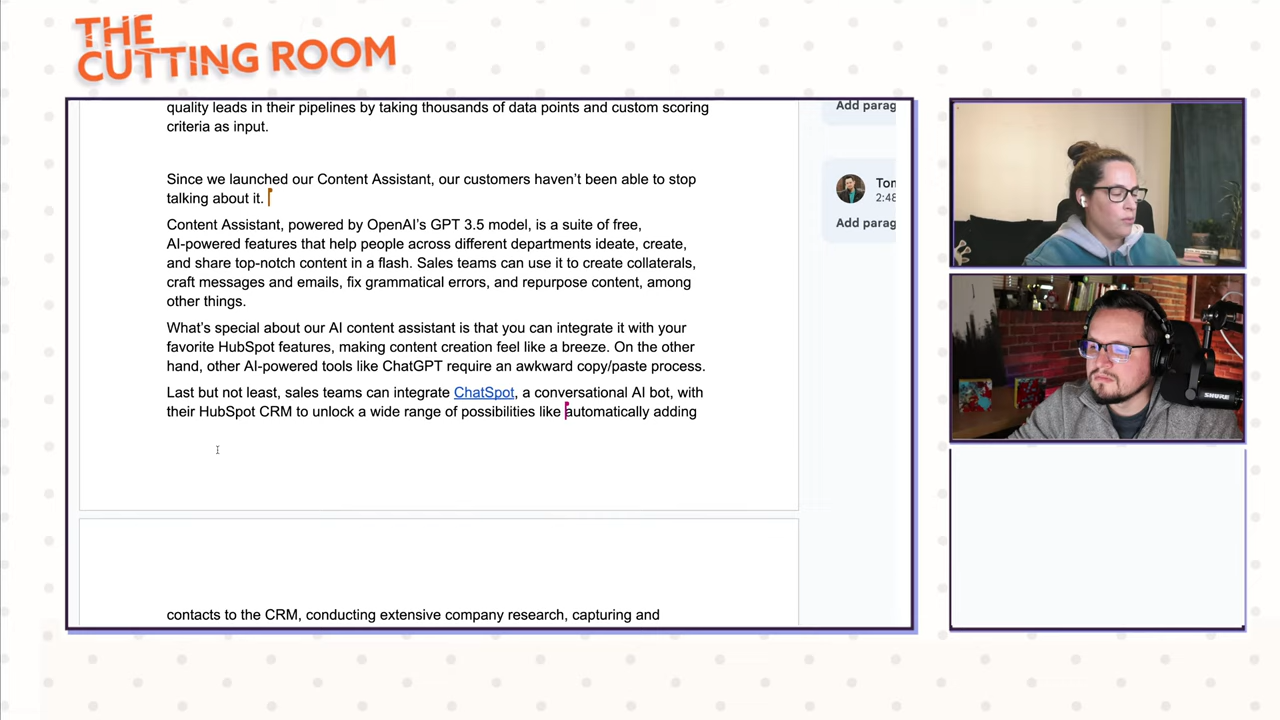 THE
CUTTING ROOM
quality leads in their pipelines by taking thousands of data points and custom scoring
criteria as input.
Since we launched our Content Assistant, our customers haven’t been able to stop
talking about it.
Content Assistant, powered by OpenAI’s GPT 3.5 model, is a suite of free,
AI-powered features that help people across different departments ideate, create,
and share top-notch content in a flash. Sales teams can use it to create collaterals,
craft messages and emails, fix grammatical errors, and repurpose content, among
other things.
What’s special about our AI content assistant is that you can integrate it with your
favorite HubSpot features, making content creation feel like a breeze. On the other
hand, other AI-powered tools like ChatGPT require an awkward copy/paste process.
Last but not least, sales teams can integrate ChatSpot, a conversational AI bot, with
their HubSpot CRM to unlock a wide range of possibilities like automatically adding
contacts to the CRM, conducting extensive company research, capturing and
Add parag
Tom
2:48
Add parag
SHURE